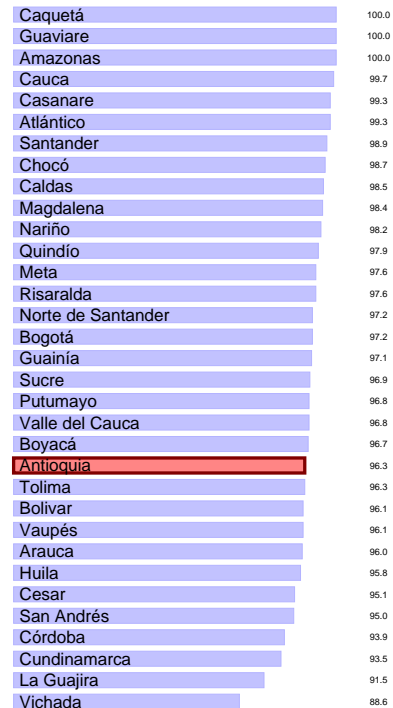 Caquetá 100.0
Guaviare 100.0
Amazonas 100.0
Cauca 99.7
Casanare 99.3
Atlántico 99.3
Santander 98.9
Chocó 98.7
Caldas 98.5
Magdalena 98.4
Nariño 98.2
Quindío 97.9
Meta 97.6
Risaralda 97.6
Norte de Santander 97.2
Bogotá 97.2
Guainía 97.1
Sucre 96.9
Putumayo 96.8
Valle del Cauca 96.8
Boyacá 96.7
Antioquia 96.3
Tolima 96.3
Bolivar 96.1
Vaupés 96.1
Arauca 96.0
Huila 95.8
Cesar 95.1
San Andrés 95.0
Córdoba 93.9
Cundinamarca 93.5
La Guajira 91.5
Vichada 88.6